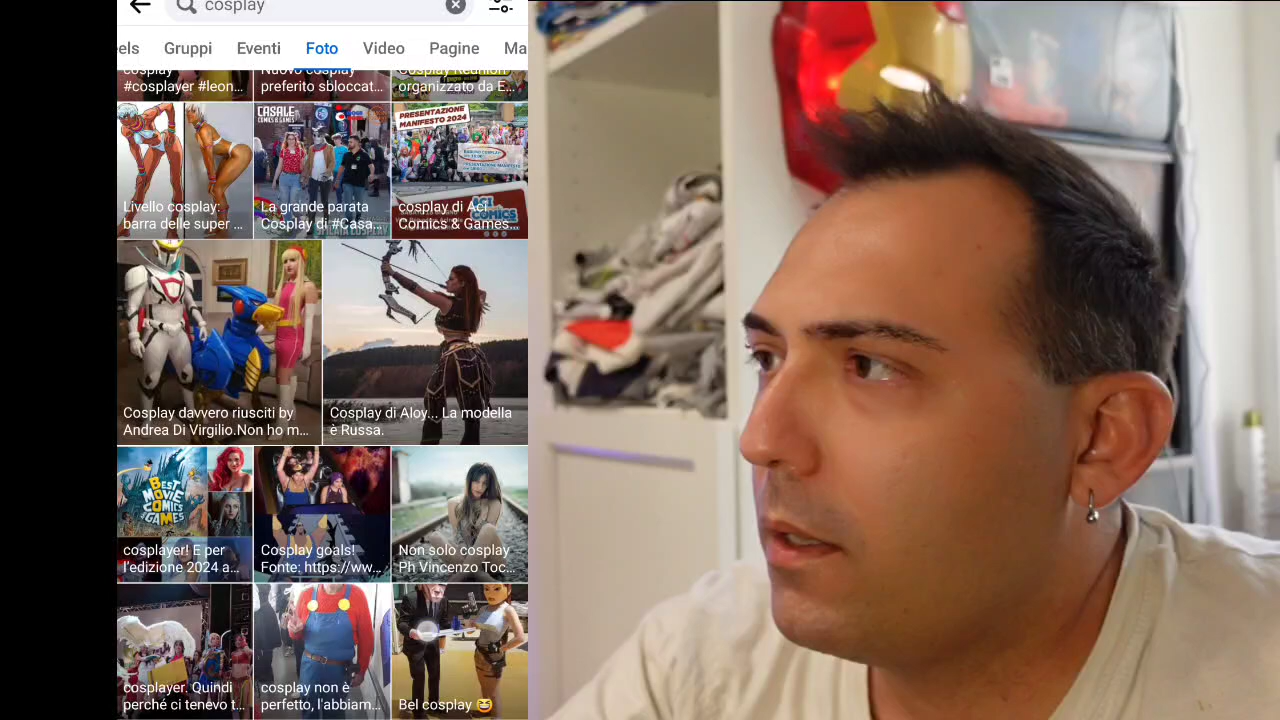 cosplay
els Gruppi Eventi Foto Video Pagine Ma
cosplay
#cosplayer #leon...
Nuovo cosplay
preferito sbloccat...
Cosplay Reunion
organizzato da E...
Livello cosplay:
barra delle super ...
CASALE
COMICS & GAMES
La grande parata
Cosplay di #Casa...
PRESENTAZIONE
MANIFESTO 2024
cosplay di Aci
Comics & Games...
Cosplay davvero riusciti by
Andrea Di Virgilio.Non ho m...
Cosplay di Aloy... La modella
è Russa.
BEST
MOVIE
COMICS
GAMES
cosplayer! E per
l'edizione 2024 a...
Cosplay goals!
Fonte: https://ww...
Non solo cosplay
Ph Vincenzo Toc...
cosplayer. Quindi
perché ci tenevo t...
cosplay non è
perfetto, l'abbiam...
Bel cosplay 😆